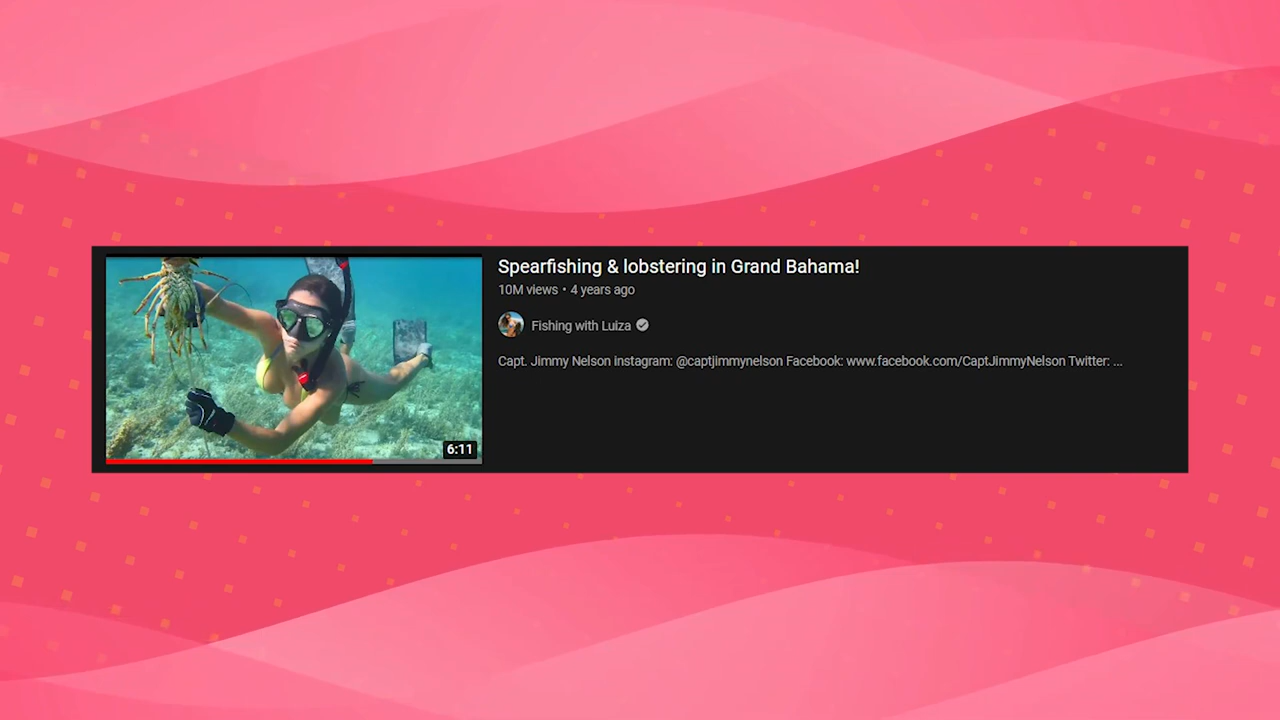 Spearfishing & lobstering in Grand Bahama!
10M views • 4 years ago
Fishing with Luiza
Capt. Jimmy Nelson instagram: @captjimmynelson Facebook: www.facebook.com/CaptJimmyNelson Twitter: ...
6:11